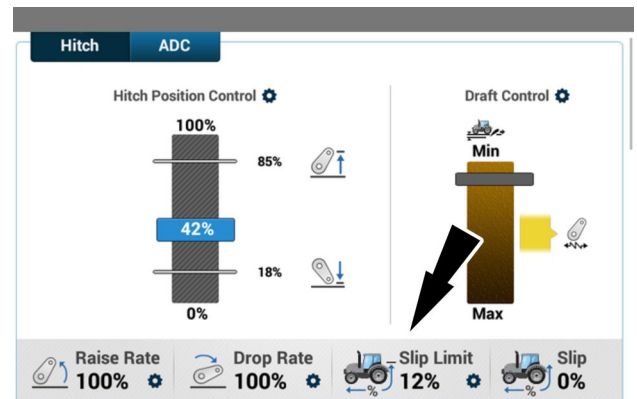 Hitch
ADC
Hitch Position Control
100%
85%
42%
18%
0%
Draft Control
Min
Max
Raise Rate
100%
Drop Rate
100%
Slip Limit
%
12%
Slip
%
0%